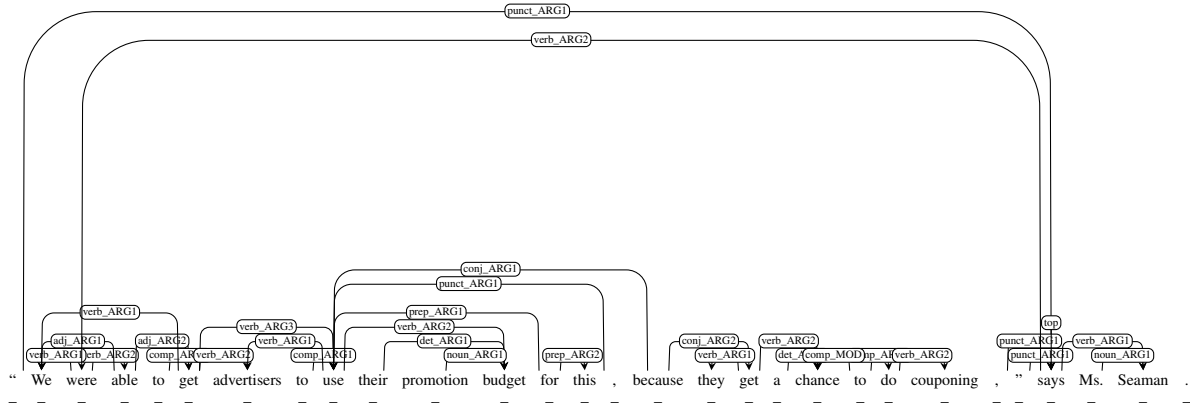 punct_ARG1
verb_ARG2
conj_ARG1
punct_ARG1
verb_ARG1 prep_ARG1 top
verb_ARG3 verb_ARG2
adj_ARG1 adj_ARG2 verb_ARG1 det_ARG1 conj_ARG2 verb_ARG2 punct_ARG1 verb_ARG1
verb_ARG1 verb_ARG2 comp_AR verb_ARG2 comp_ARG1 noun_ARG1 prep_ARG2 verb_ARG1 det_A comp_MOD verb_ARG2 punct_ARG1 noun_ARG1
“ We were able to get advertisers to use their promotion budget for this , because they get a chance to do couponing , ” says Ms. Seaman .
_ _ _ _ _ _ _ _ _ _ _ _ _ _ _ _ _ _ _ _ _ _ _ _ _ _ _ _ _ _